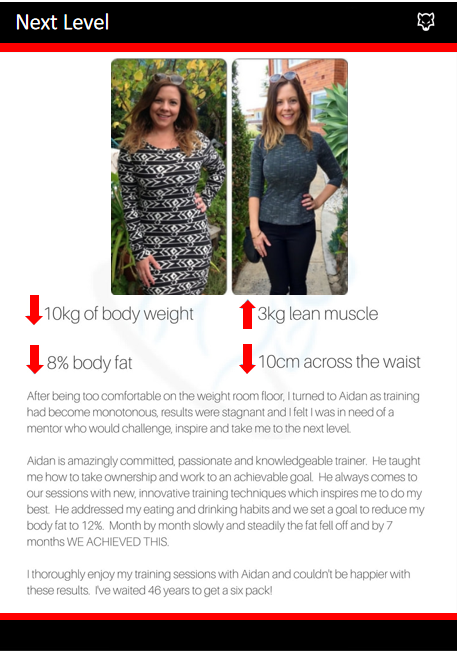 Next Level
10kg of body weight
3kg lean muscle
8% body fat
10cm across the waist
After being too comfortable on the weight room floor, I turned to Aidan as training
had become monotonous, results were stagnant and I felt I was in need of a
mentor who would challenge, inspire and take me to the next level.
Aidan is amazingly committed, passionate and knowledgeable trainer. He taught
me how to take ownership and work to an achievable goal. He always comes to
our sessions with new, innovative training techniques which inspires me to do my
best. He addressed my eating and drinking habits and we set a goal to reduce my
body fat to 12%. Month by month slowly and steadily the fat fell off and by 7
months WE ACHIEVED THIS.
I thoroughly enjoy my training sessions with Aidan and couldn't be happier with
these results. I've waited 46 years to get a six pack!